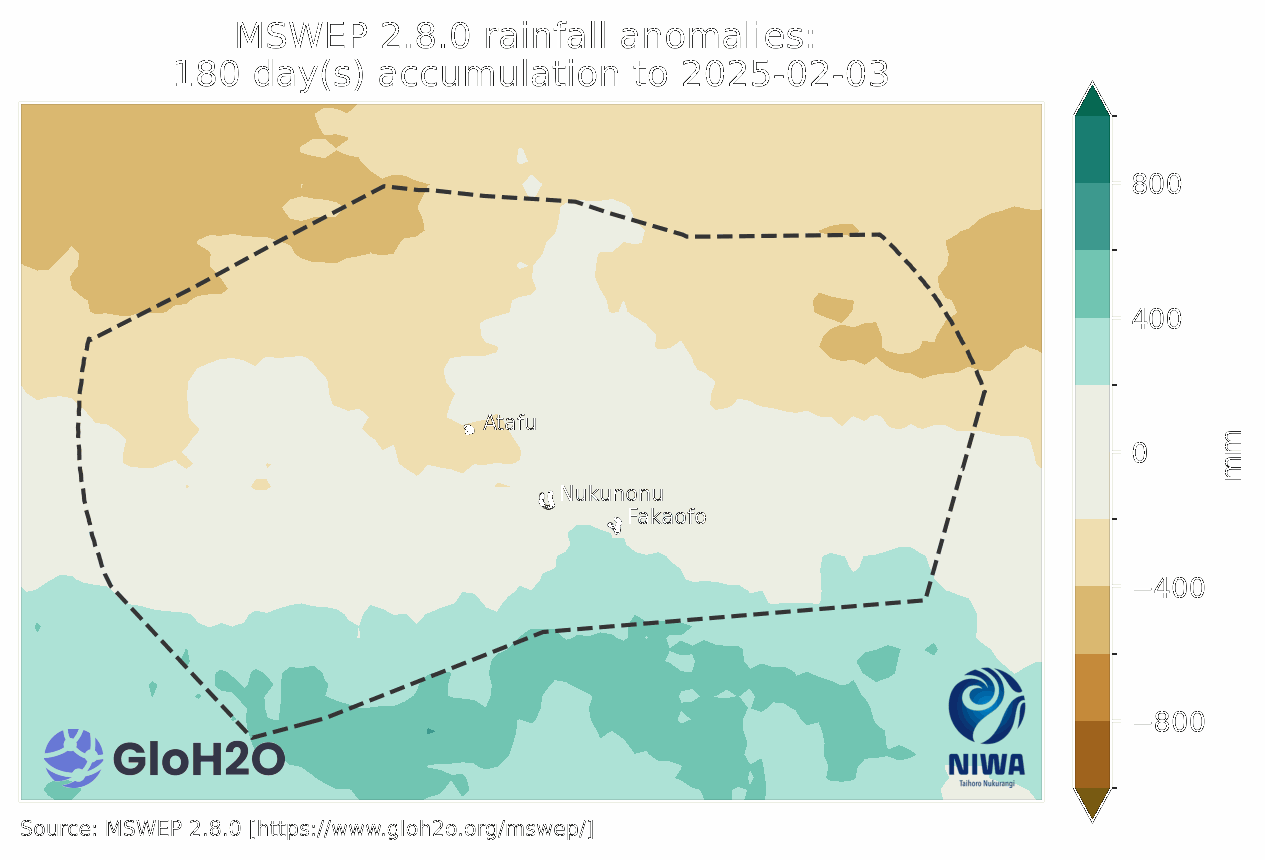 MSWEP 2.8.0 rainfall anomalies:
180 day(s) accumulation to 2025-02-03
800
400
0
−400
−800
mm
Atafu
Nukunonu
Fakaofo
GloH2O
NIWA
Taihoro Nukurangi
Source: MSWEP 2.8.0 [https://www.gloh2o.org/mswep/]